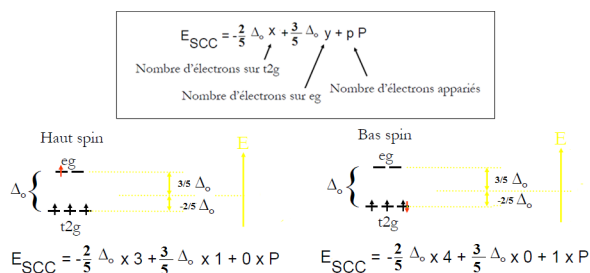 E_SCC = -2/5 Δₒ x + 3/5 Δₒ y + p P
Nombre d'électrons sur t2g
Nombre d'électrons sur eg
Nombre d'électrons appariés
Haut spin
E
eg
Δₒ
3/5 Δₒ
-2/5 Δₒ
t2g
E_SCC = -2/5 Δₒ x 3 + 3/5 Δₒ x 1 + 0 x P
Bas spin
E
eg
Δₒ
3/5 Δₒ
-2/5 Δₒ
t2g
E_SCC = -2/5 Δₒ x 4 + 3/5 Δₒ x 0 + 1 x P